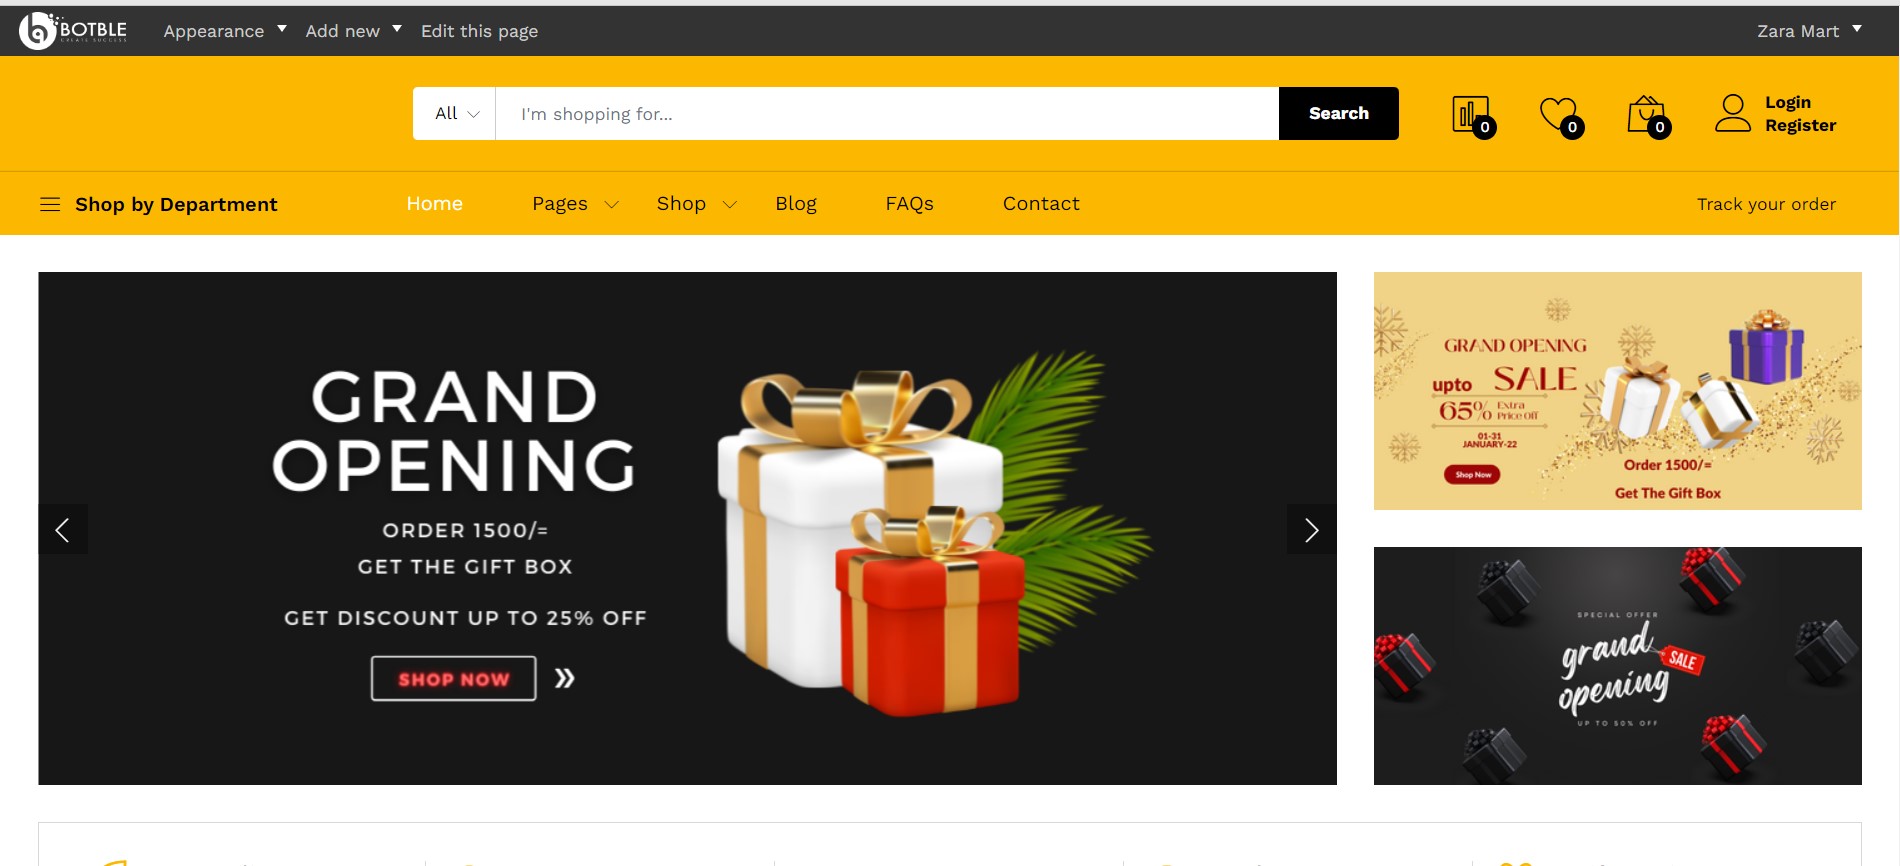 BOTBLE
CREATE SUCCESS
Appearance
Add new
Edit this page
Zara Mart
All
I'm shopping for...
Search
0
0
0
Login
Register
Shop by Department
Home
Pages
Shop
Blog
FAQs
Contact
Track your order
GRAND
OPENING
ORDER 1500/=
GET THE GIFT BOX
GET DISCOUNT UP TO 25% OFF
SHOP NOW
GRAND OPENING
upto SALE
65% Extra
Price Off
01-31
JANUARY-22
Shop Now
Order 1500/=
Get The Gift Box
SPECIAL OFFER
grand
SALE
opening
UP TO 50% OFF